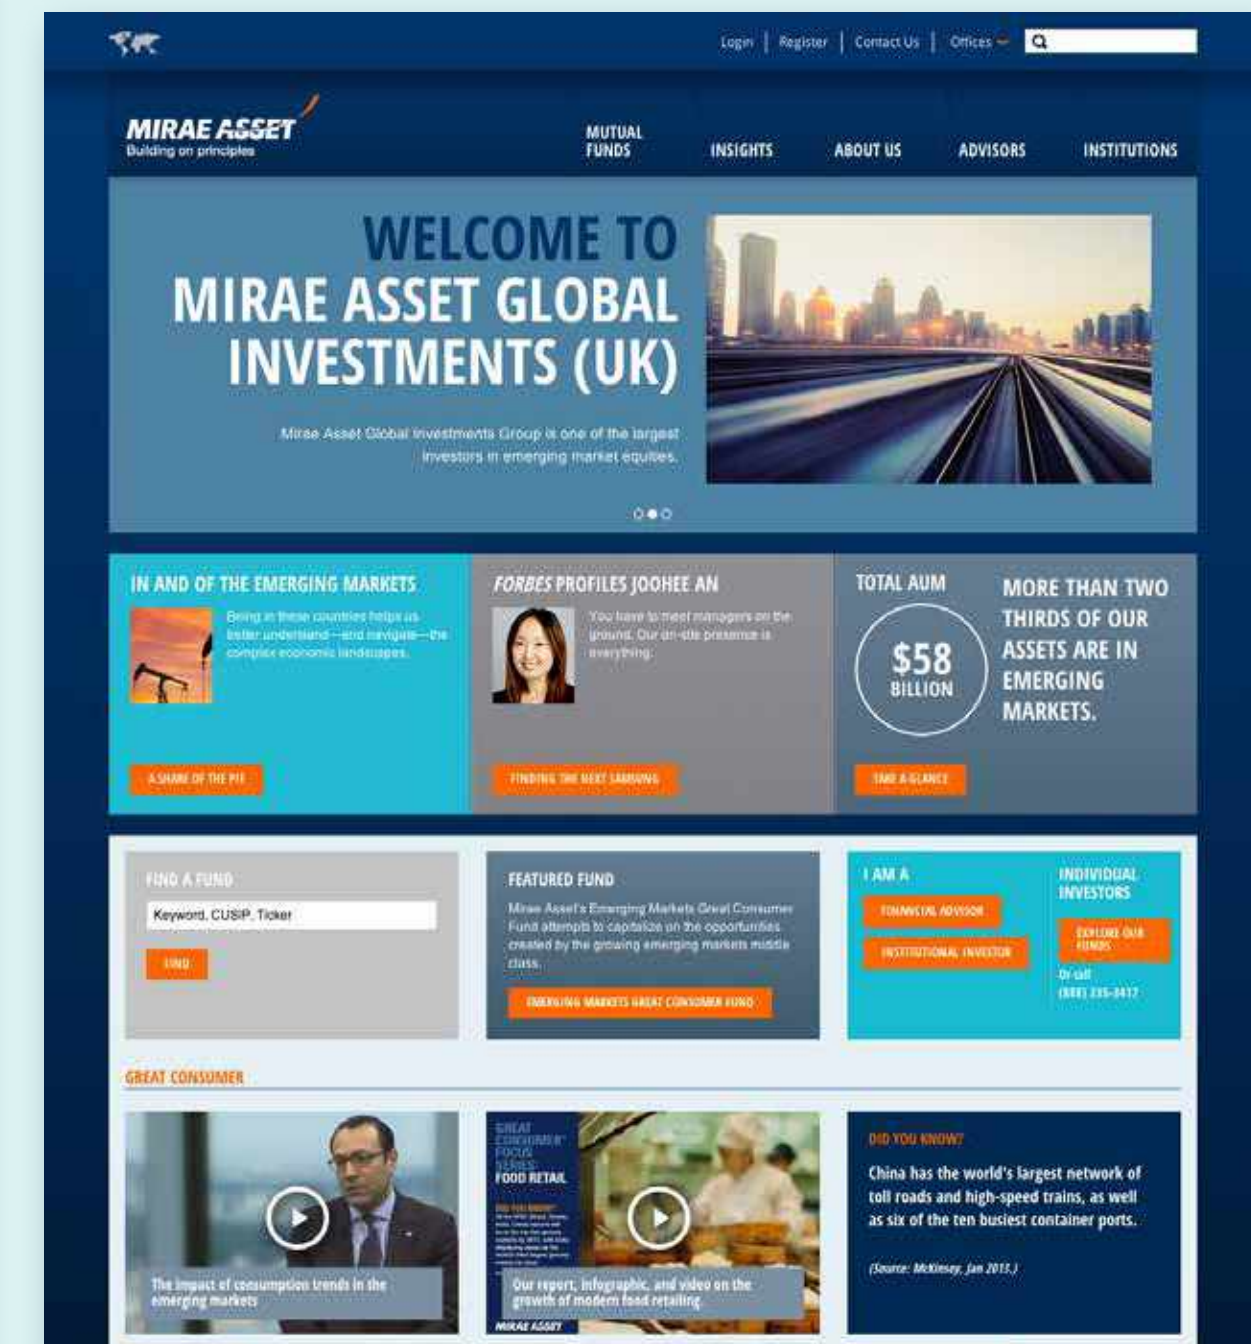 Login | Register | Contact Us | Offices
MIRAE ASSET
Building on principles
MUTUAL
FUNDS
INSIGHTS
ABOUT US
ADVISORS
INSTITUTIONS
WELCOME TO
MIRAE ASSET GLOBAL
INVESTMENTS (UK)
Mirae Asset Global Investments Group is one of the largest
investors in emerging market equities.
IN AND OF THE EMERGING MARKETS
Being in these countries helps us
better understand—and navigate—the
complex economic landscapes.
A SHARE OF THE PIE
FORBES PROFILES JOOHEE AN
You have to meet managers on the
ground. Our on-site presence is
everything.
FINDING THE NEXT SAMSUNG
TOTAL AUM
$58
BILLION
MORE THAN TWO
THIRDS OF OUR
ASSETS ARE IN
EMERGING
MARKETS.
TAKE A GLANCE
FIND A FUND
Keyword, CUSIP, Ticker
FIND
FEATURED FUND
Mirae Asset's Emerging Markets Great Consumer
Fund attempts to capitalize on the opportunities
created by the growing emerging markets middle
class.
EMERGING MARKETS GREAT CONSUMER FUND
I AM A
FINANCIAL ADVISOR
INSTITUTIONAL INVESTOR
INDIVIDUAL
INVESTORS
EXPLORE OUR
FUNDS
Or call
(888) 335-3417
GREAT CONSUMER
The impact of consumption trends in the
emerging markets
GREAT
CONSUMER
FOCUS
SERIES:
FOOD RETAIL
DID YOU KNOW?
Our report, infographic, and video on the
growth of modern food retailing.
MIRAE ASSET
DID YOU KNOW?
China has the world's largest network of
toll roads and high-speed trains, as well
as six of the ten busiest container ports.
(Source: McKinsey, Jan 2013.)